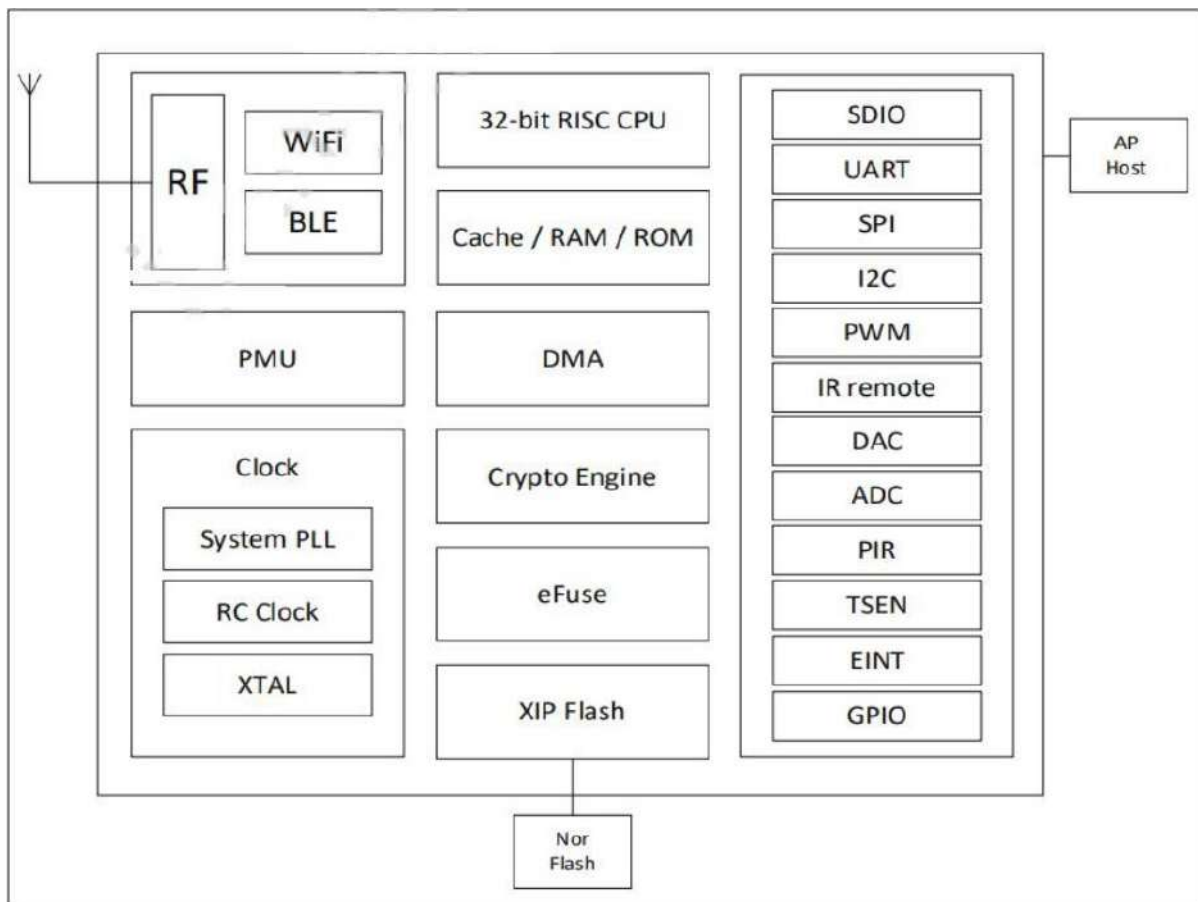 RF
WiFi
BLE
PMU
Clock
System PLL
RC Clock
XTAL
32-bit RISC CPU
Cache / RAM / ROM
DMA
Crypto Engine
eFuse
XIP Flash
SDIO
UART
SPI
I2C
PWM
IR remote
DAC
ADC
PIR
TSEN
EINT
GPIO
AP
Host
Nor
Flash